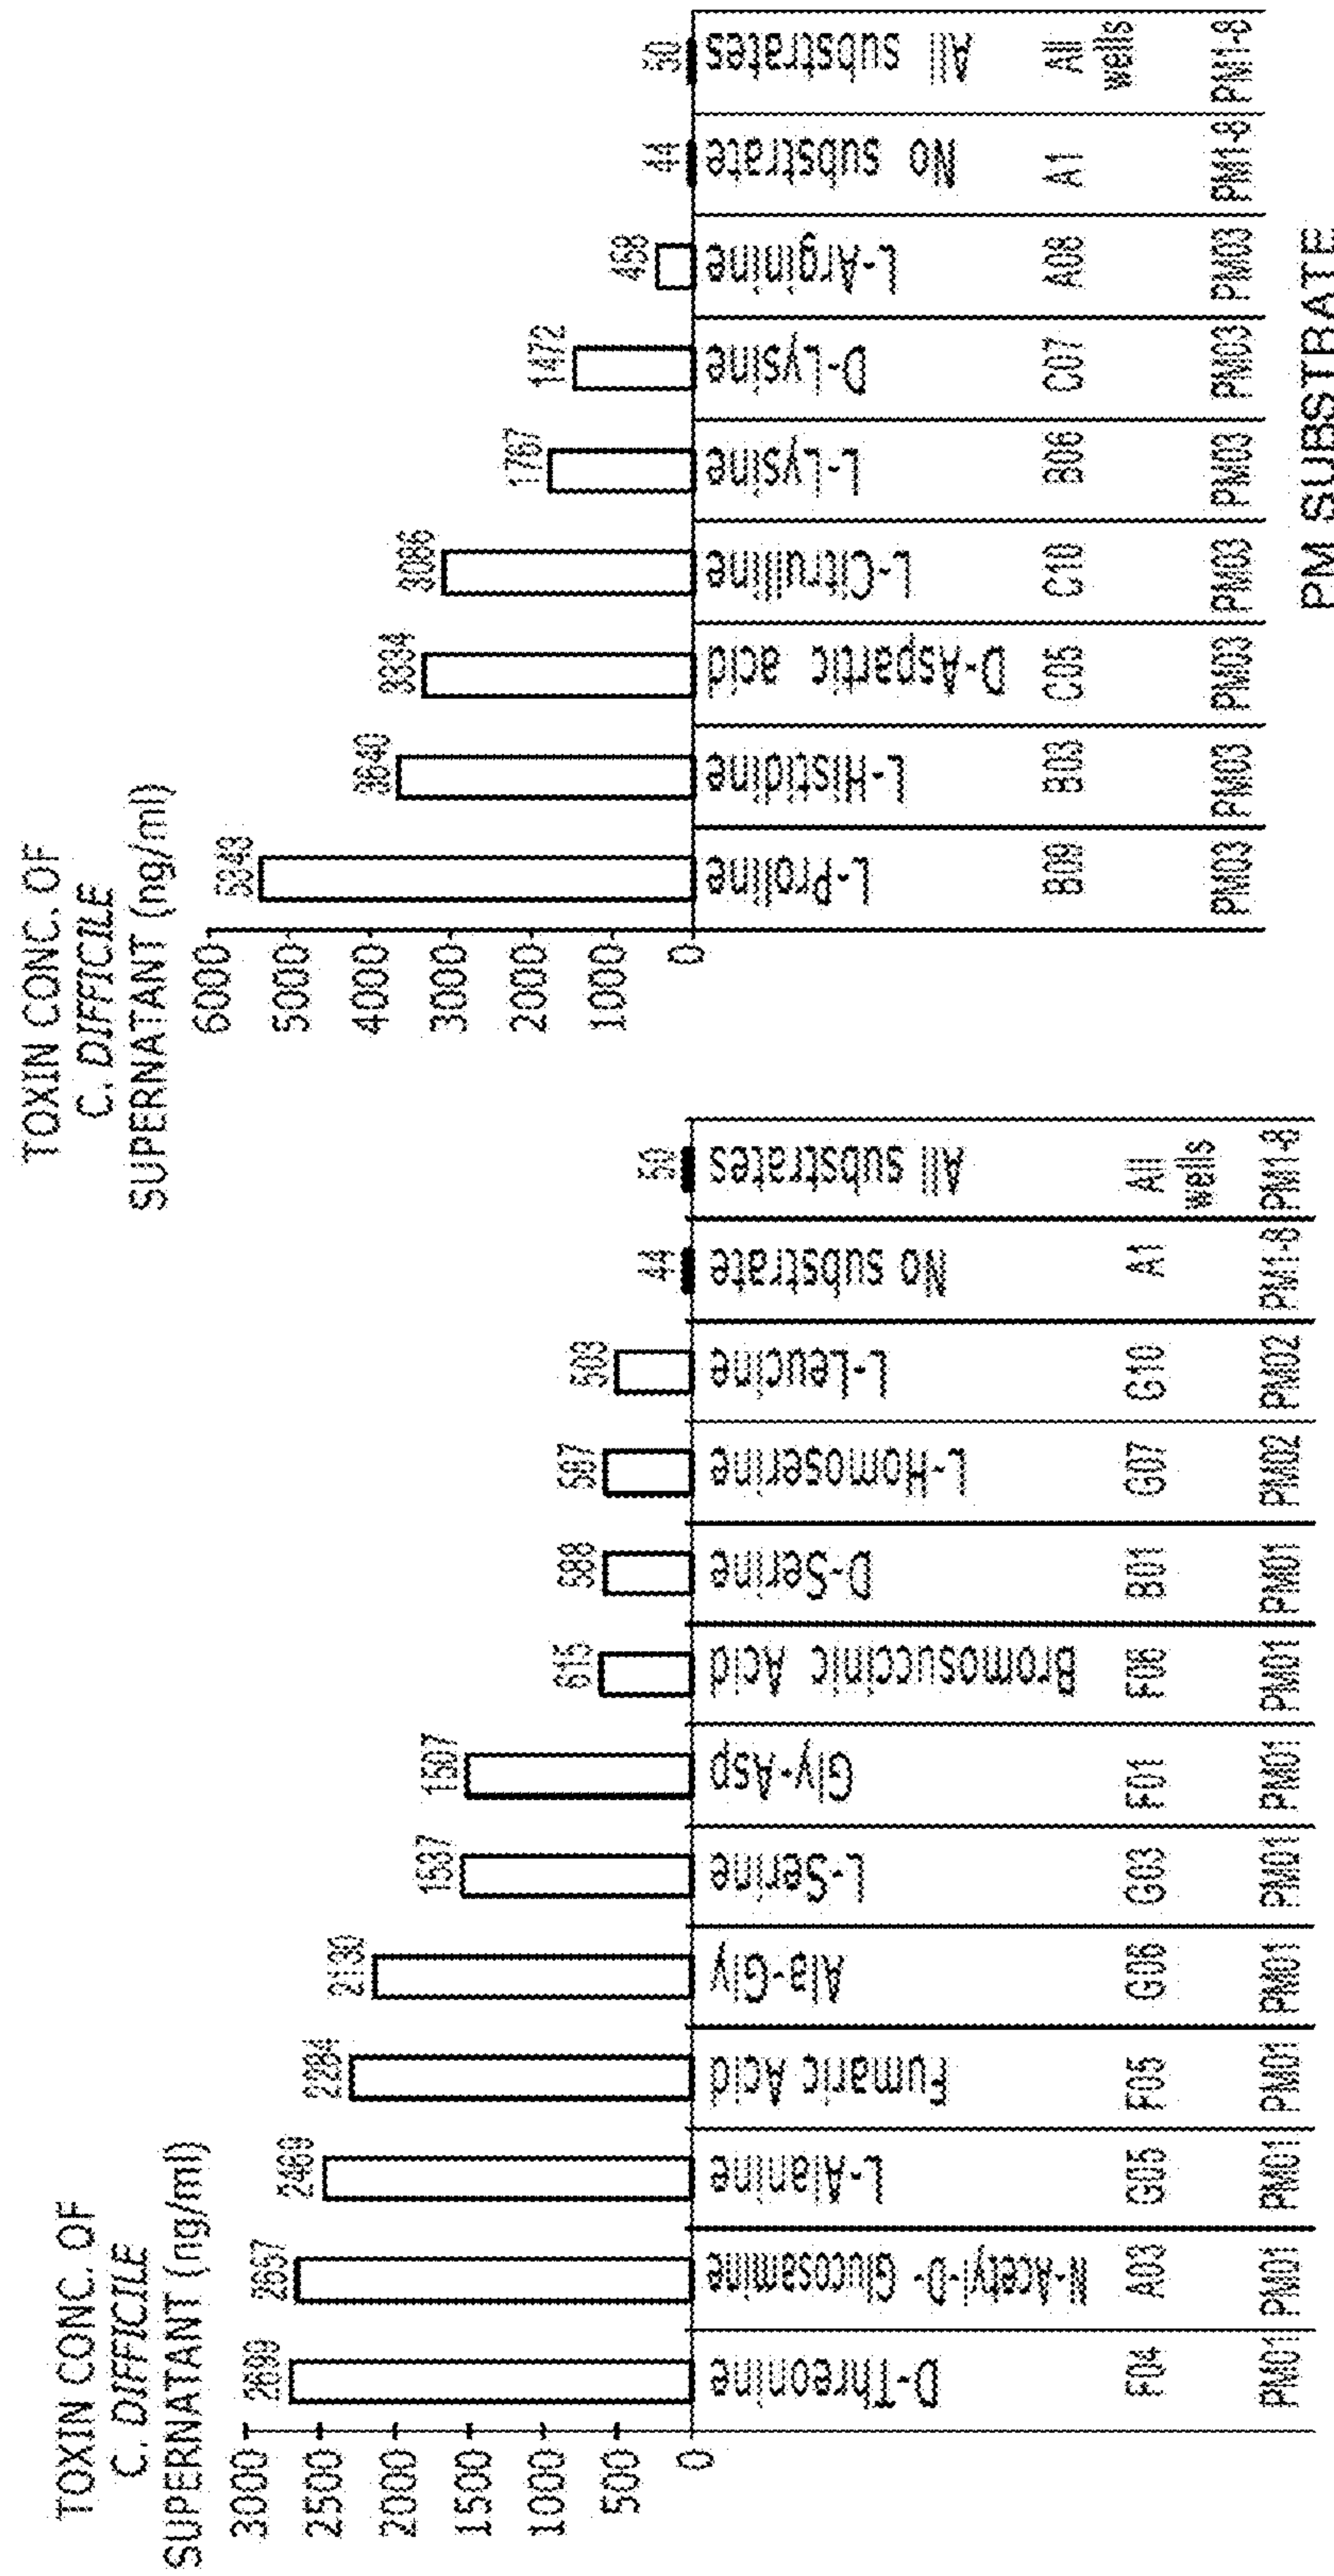 TOXIN CONC. OF
C. DIFFICILE
SUPERNATANT (ng/ml)
3000
2500
2000
1500
1000
500
0
2699
2657
2469
2284
2130
1537
1507
615
588
587
503
44
50
D-Threonine
N-Acetyl-D- Glucosamine
L-Alanine
Fumaric Acid
Ala-Gly
L-Serine
Gly-Asp
Bromosuccinic Acid
D-Serine
L-Homoserine
L-Leucine
No substrate
All substrates
F04 A03 G05 F05 G06 G03 F01 F06 B01 G07 G10 A1 All
wells
PM01 PM01 PM01 PM01 PM01 PM01 PM01 PM01 PM01 PM02 PM02 PM1-8 PM1-8
TOXIN CONC. OF
C. DIFFICILE
SUPERNATANT (ng/ml)
6000
5000
4000
3000
2000
1000
0
5343
3640
3334
3086
1767
1472
458
44
50
L-Proline
L-Histidine
D-Aspartic acid
L-Citrulline
L-Lysine
D-Lysine
L-Arginine
No substrate
All substrates
B09 B03 C05 C10 B06 C07 A08 A1 All
wells
PM03 PM03 PM03 PM03 PM03 PM03 PM03 PM1-8 PM1-8
PM SUBSTRATE